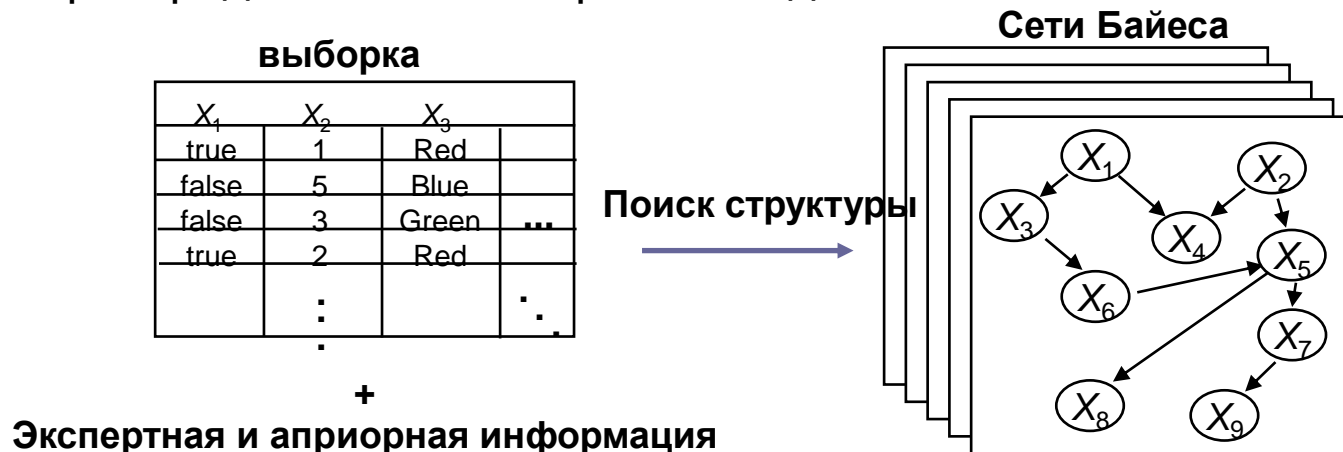 Сети Байеса
выборка
X1 X2 X3
true 1 Red
false 5 Blue
false 3 Green ...
true 2 Red
Поиск структуры
X1
X2
X3
X4
X5
X6
X7
X8
X9
+
Экспертная и априорная информация